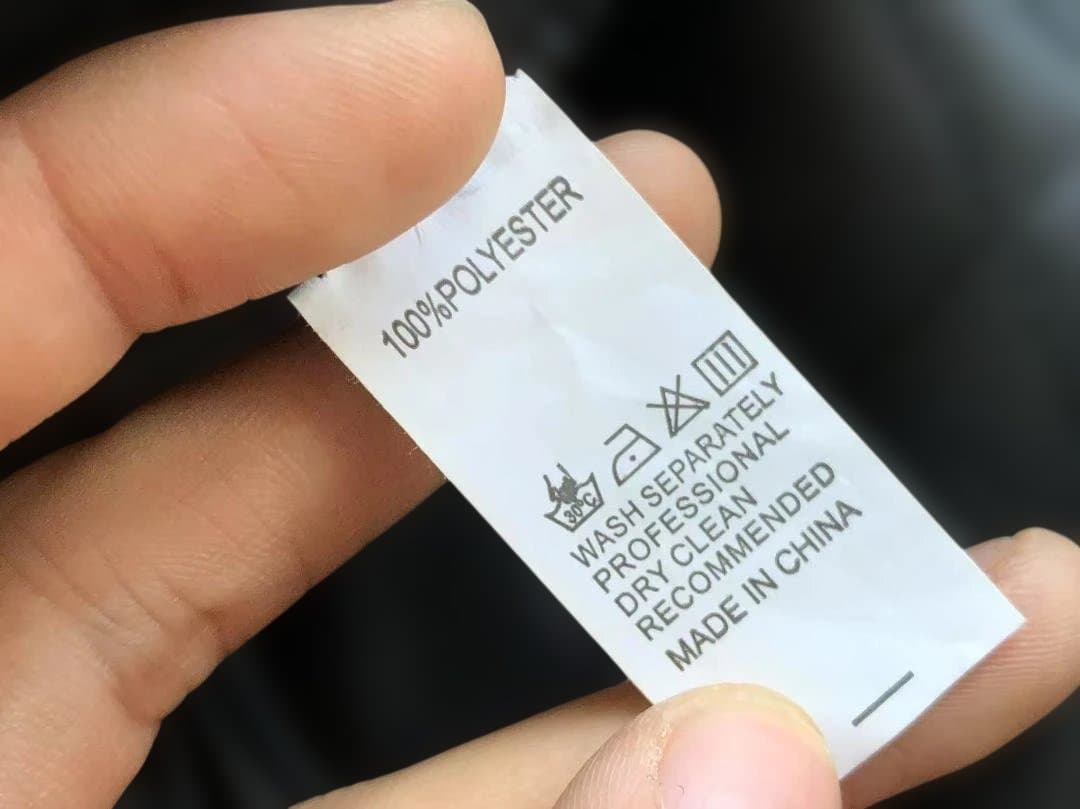 100%POLYESTER
30°C
WASH SEPARATELY
PROFESSIONAL
DRY CLEAN
RECOMMENDED
MADE IN CHINA